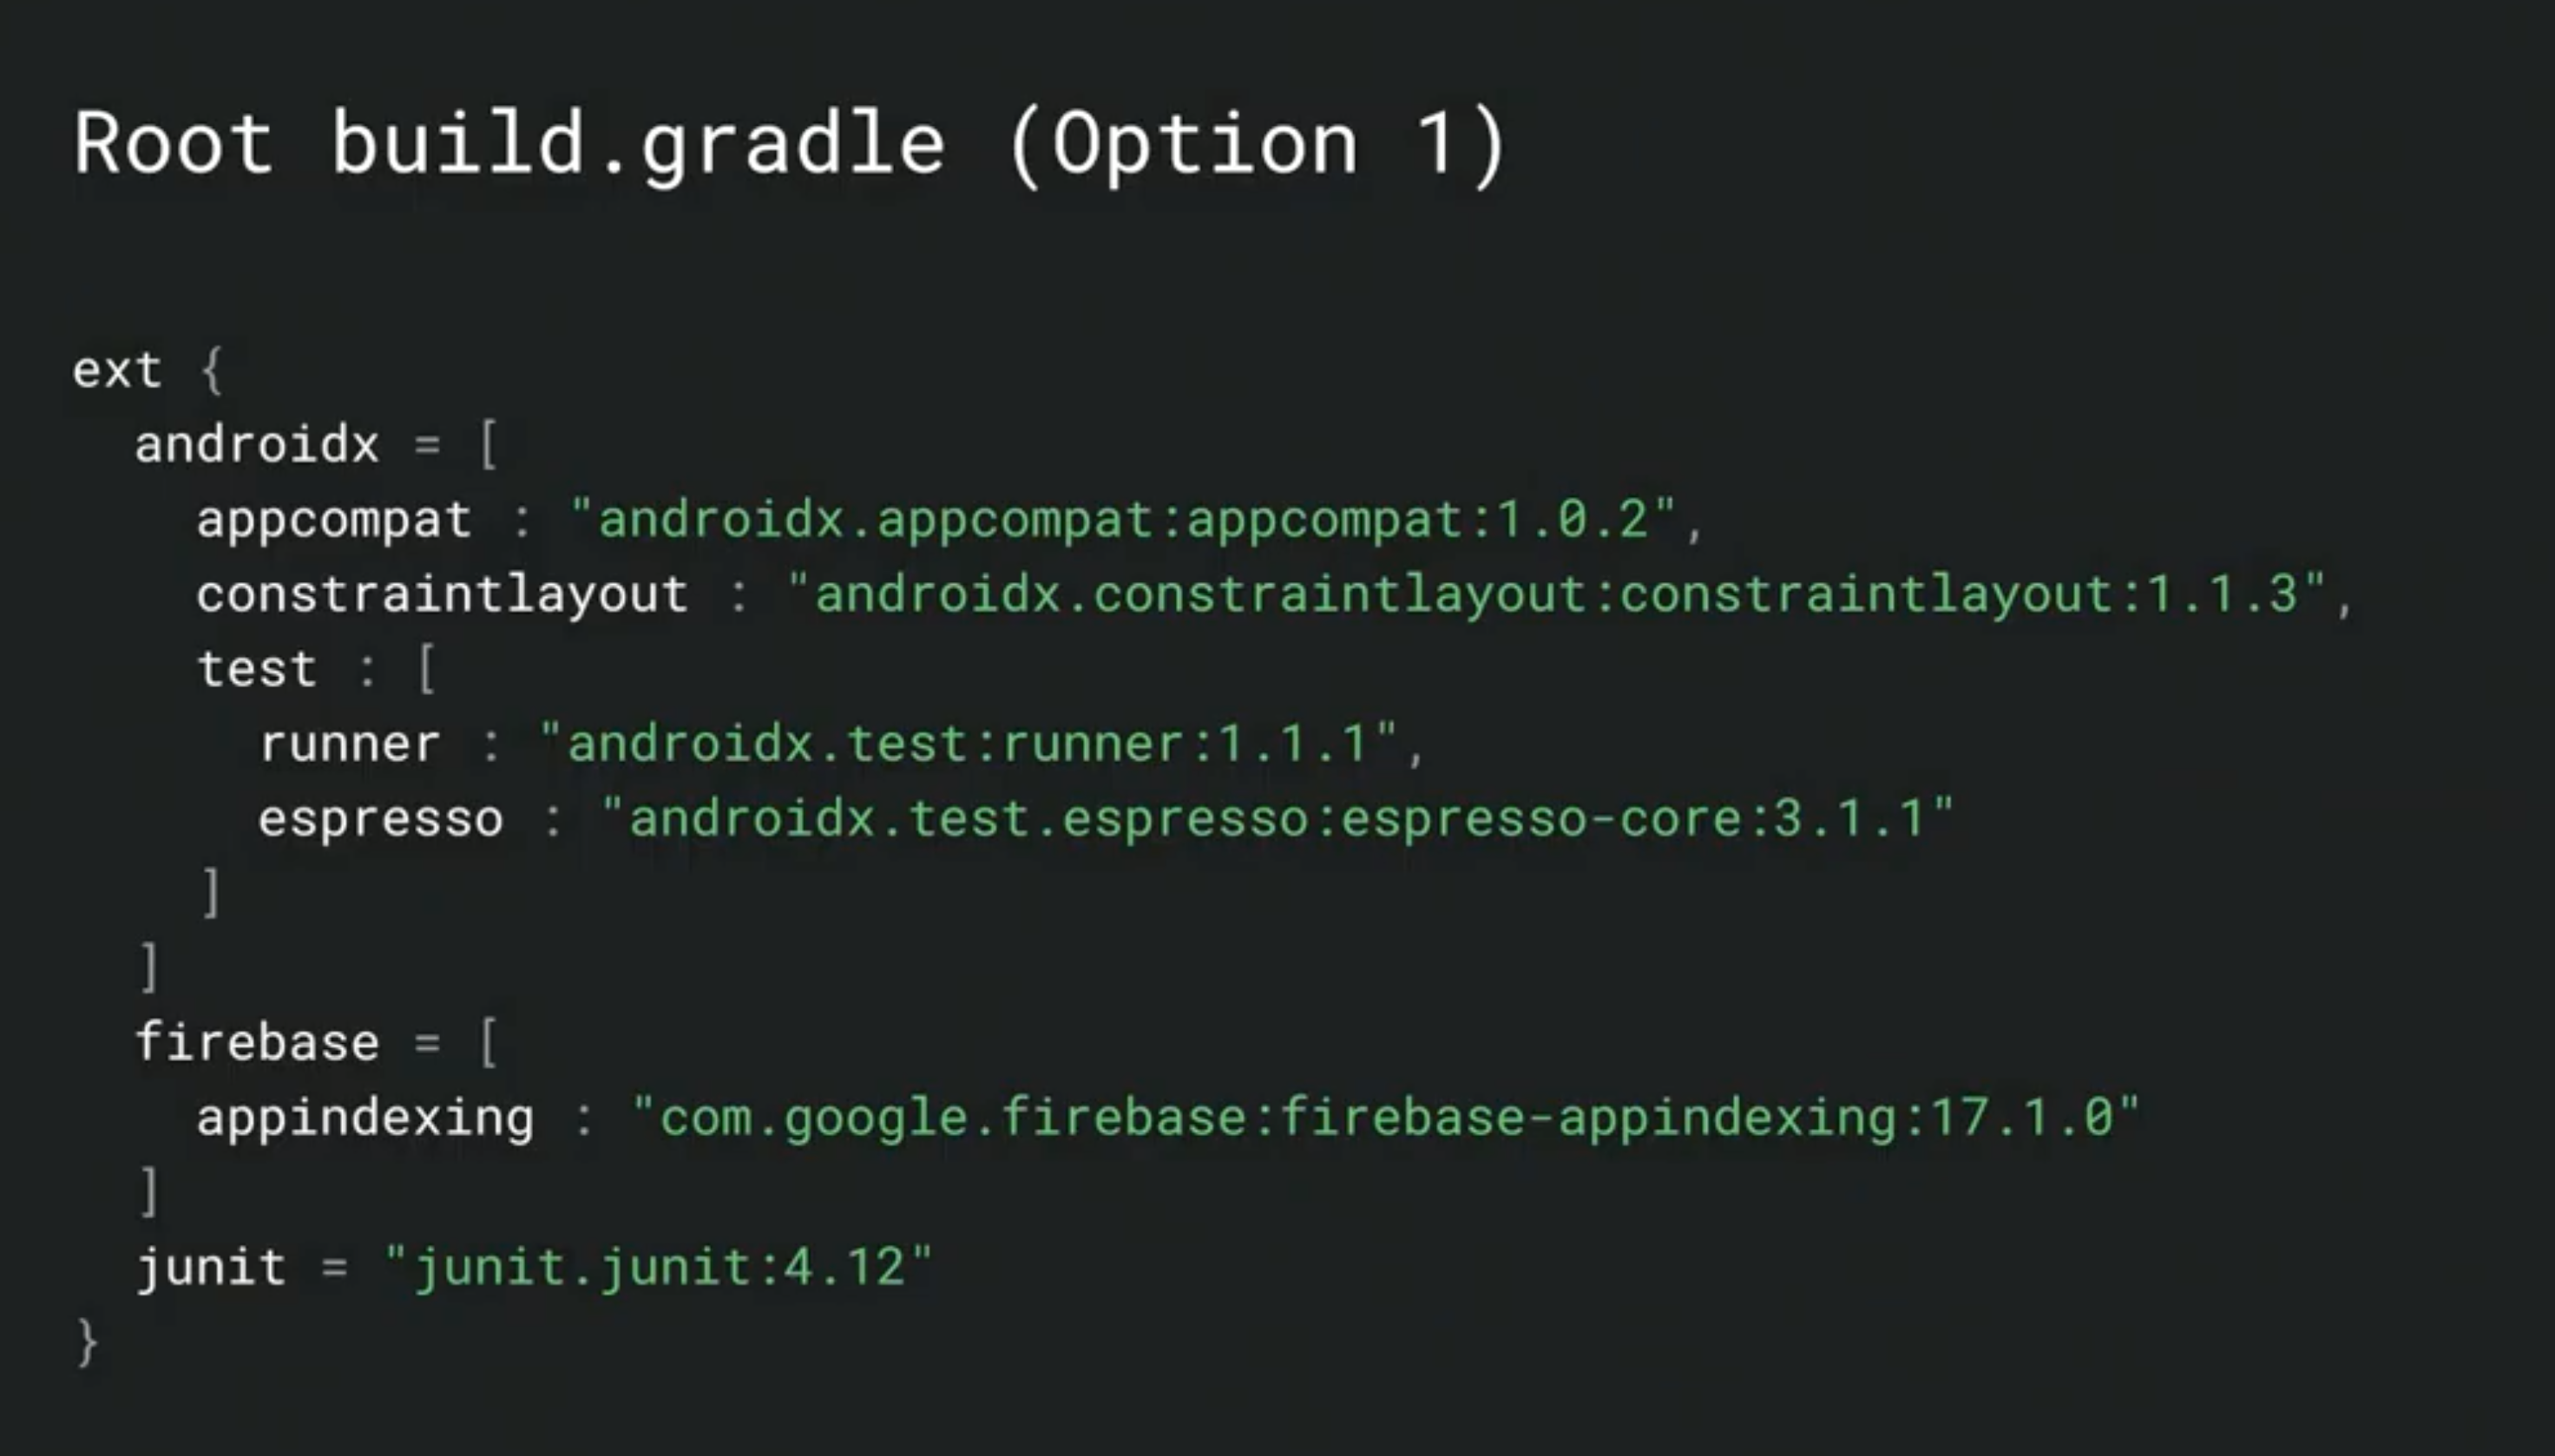 Root build.gradle (Option 1)
ext {
androidx = [
appcompat : "androidx.appcompat:appcompat:1.0.2",
constraintlayout : "androidx.constraintlayout:constraintlayout:1.1.3",
test : [
runner : "androidx.test:runner:1.1.1",
espresso : "androidx.test.espresso:espresso-core:3.1.1"
]
]
firebase = [
appindexing : "com.google.firebase:firebase-appindexing:17.1.0"
]
junit = "junit.junit:4.12"
}